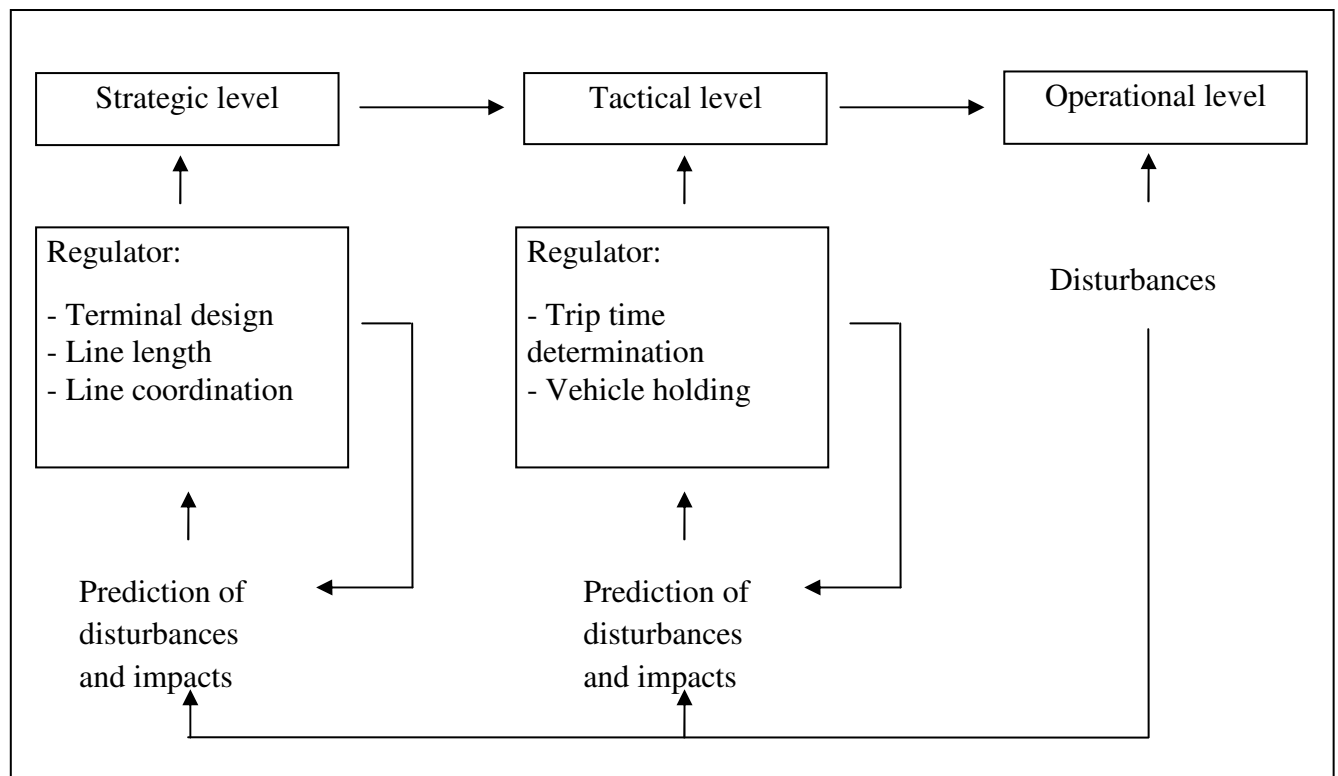 Strategic level
Tactical level
Operational level
Regulator:
- Terminal design
- Line length
- Line coordination
Regulator:
- Trip time
determination
- Vehicle holding
Disturbances
Prediction of
disturbances
and impacts
Prediction of
disturbances
and impacts